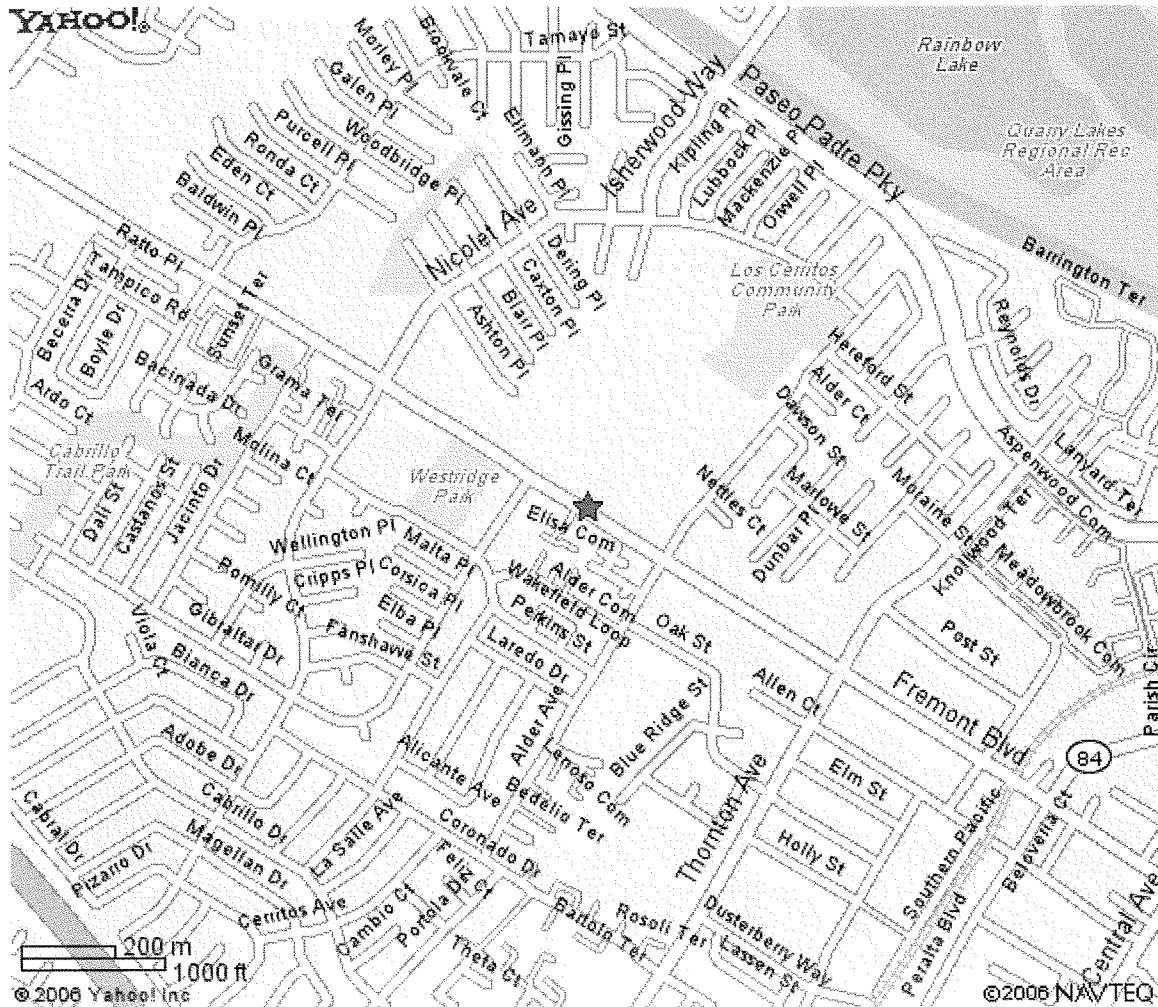 YAHOO!®
Tamayo St
Rainbow
Lake
Brookvale Ct
Morley Pl
Galen Pl
Gissing Pl
Isherwood Way
Paseo Padre Pky
Purcell Pl
Woodbridge Pl
Ellmann Pl
Kipling Pl
Lubbock Pl
Mackenzie P
Orwell Pl
Quarry Lakes
Regional Rec
Area
Ronda Ct
Eden Ct
Baldwin Pl
Nicolet Ave
Ratto Pl
Dering Pl
Caxton Pl
Blair Pl
Ashton Pl
Los Cerritos
Community
Park
Barrington Ter
Tampico Rd
Becerra Dr
Boyle Dr
Sunset Ter
Reynolds Dr
Hereford St
Alder Ct
Bacinada Dr
Grama Ter
Ardo Ct
Dawson St
Molina Ct
Cabrillo
Trail Park
Westridge
Park
Aspenwood Com
Lanyard Ter
Dali St
Castanos St
Jacinto Dr
Nettles Ct
Marlowe St
Moraine St
Dunbar Pl
Knollwood Ter
Meadowbrook Com
Elisa Com
Wellington Pl
Malta Pl
Cripps Pl
Corsica Pl
Alder Com
Wakefield Loop
Romilly Ct
Elba Pl
Perkins St
Oak St
Post St
Viola Ct
Gibraltar Dr
Fanshawe St
Laredo Dr
Bianca Dr
Allen Ct
Fremont Blvd
Parish Cir
Alder Ave
Blue Ridge St
Adobe Dr
Alicante Ave
Lenoso Com
84
Elm St
Cabrillo Dr
Bedelio Ter
Thornton Ave
Cabral Dr
Magellan Dr
La Salle Ave
Coronado Dr
Southern Pacific
Beloveria Ct
Pizarro Dr
Feliz Ct
Holly St
Cerritos Ave
Cambio Ct
Portola Dr
Bartolo Ter
Rosoli Ter
Dusterberry Way
Lassen St
Peralta Blvd
Central Ave
Theta Ct
200 m
1000 ft
©2006 Yahoo! Inc
©2006 NAVTEQ